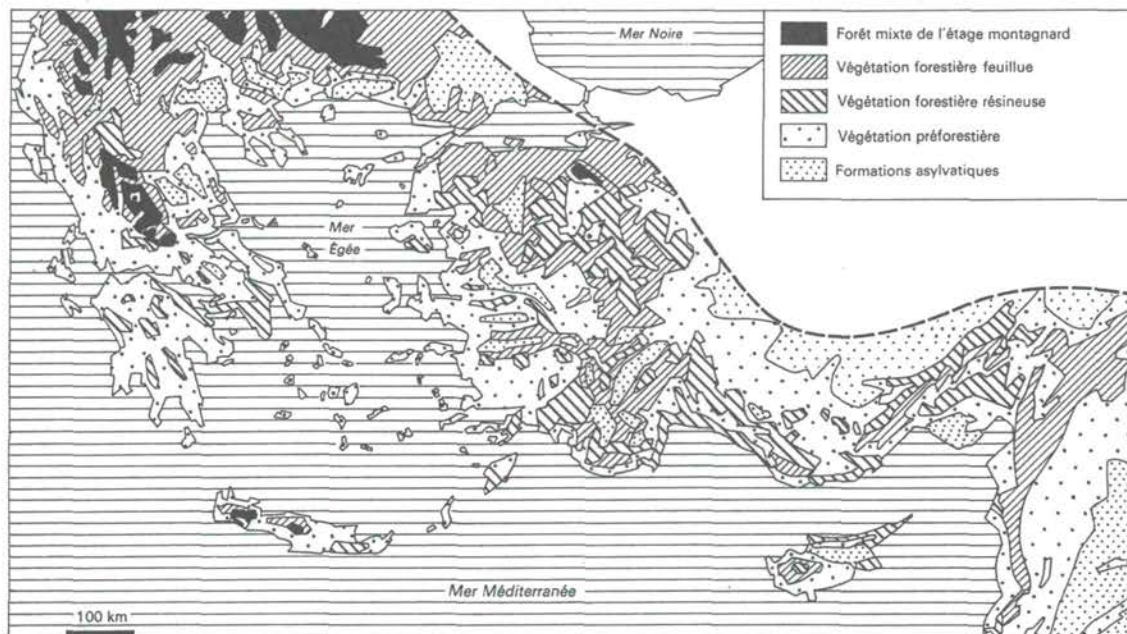 Mer Noire
Forêt mixte de l'étage montagnard
Végétation forestière feuillue
Végétation forestière résineuse
Végétation préforestière
Formations asylvatiques
Mer
Égée
Mer Méditerranée
100 km